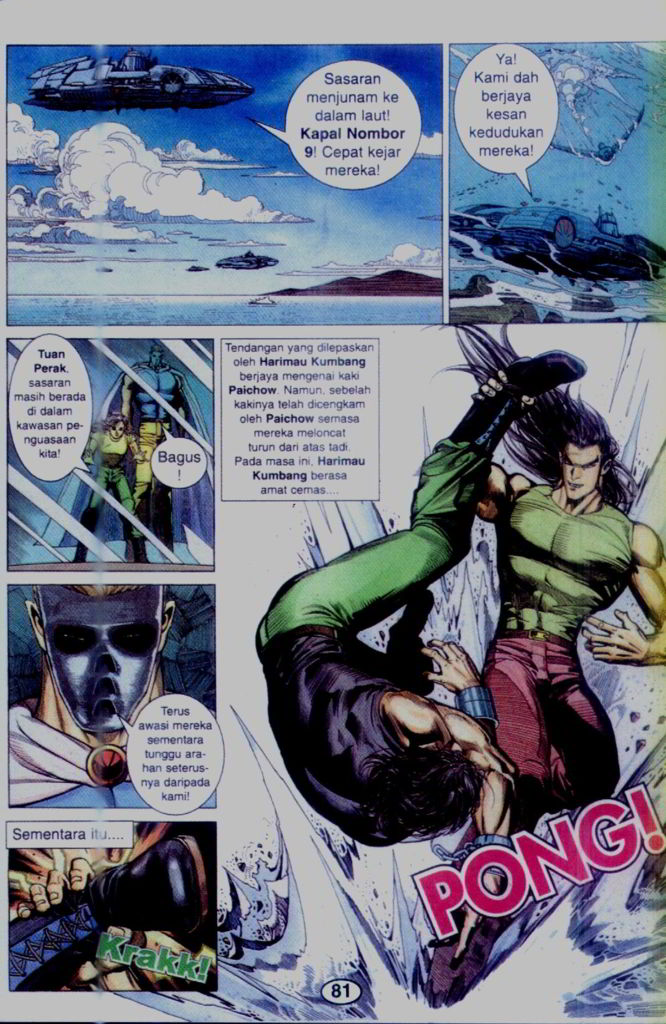 Sasaran
menjunam ke
dalam laut!
Kapal Nombor
9! Cepat kejar
mereka!
Ya!
Kami dah
berjaya
kesan
kedudukan
mereka!
Tuan
Perak,
sasaran
masih berada
di dalam
kawasan pe-
nguasaan
kita!
Bagus
!
Tendangan yang dilepaskan
oleh Harimau Kumbang
berjaya mengenai kaki
Paichow. Namun, sebelah
kakinya telah dicengkam
oleh Paichow semasa
mereka meloncat
turun dari atas tadi.
Pada masa ini, Harimau
Kumbang berasa
amat cemas....
Terus
awasi mereka
sementara
tunggu ara-
han seterus-
nya daripada
kami!
Sementara itu....
Krakk!
PONG!
81